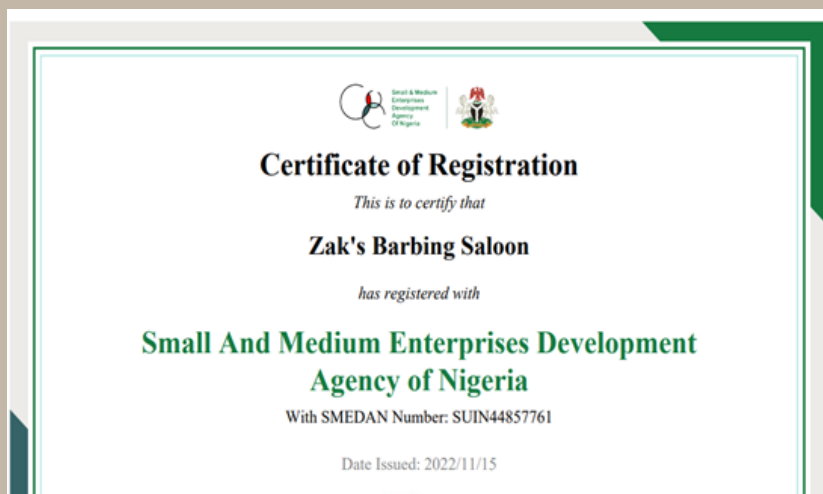 Small & Medium
Enterprises
Development
Agency
Of Nigeria
Certificate of Registration
This is to certify that
Zak's Barbing Saloon
has registered with
Small And Medium Enterprises Development
Agency of Nigeria
With SMEDAN Number: SUIN44857761
Date Issued: 2022/11/15